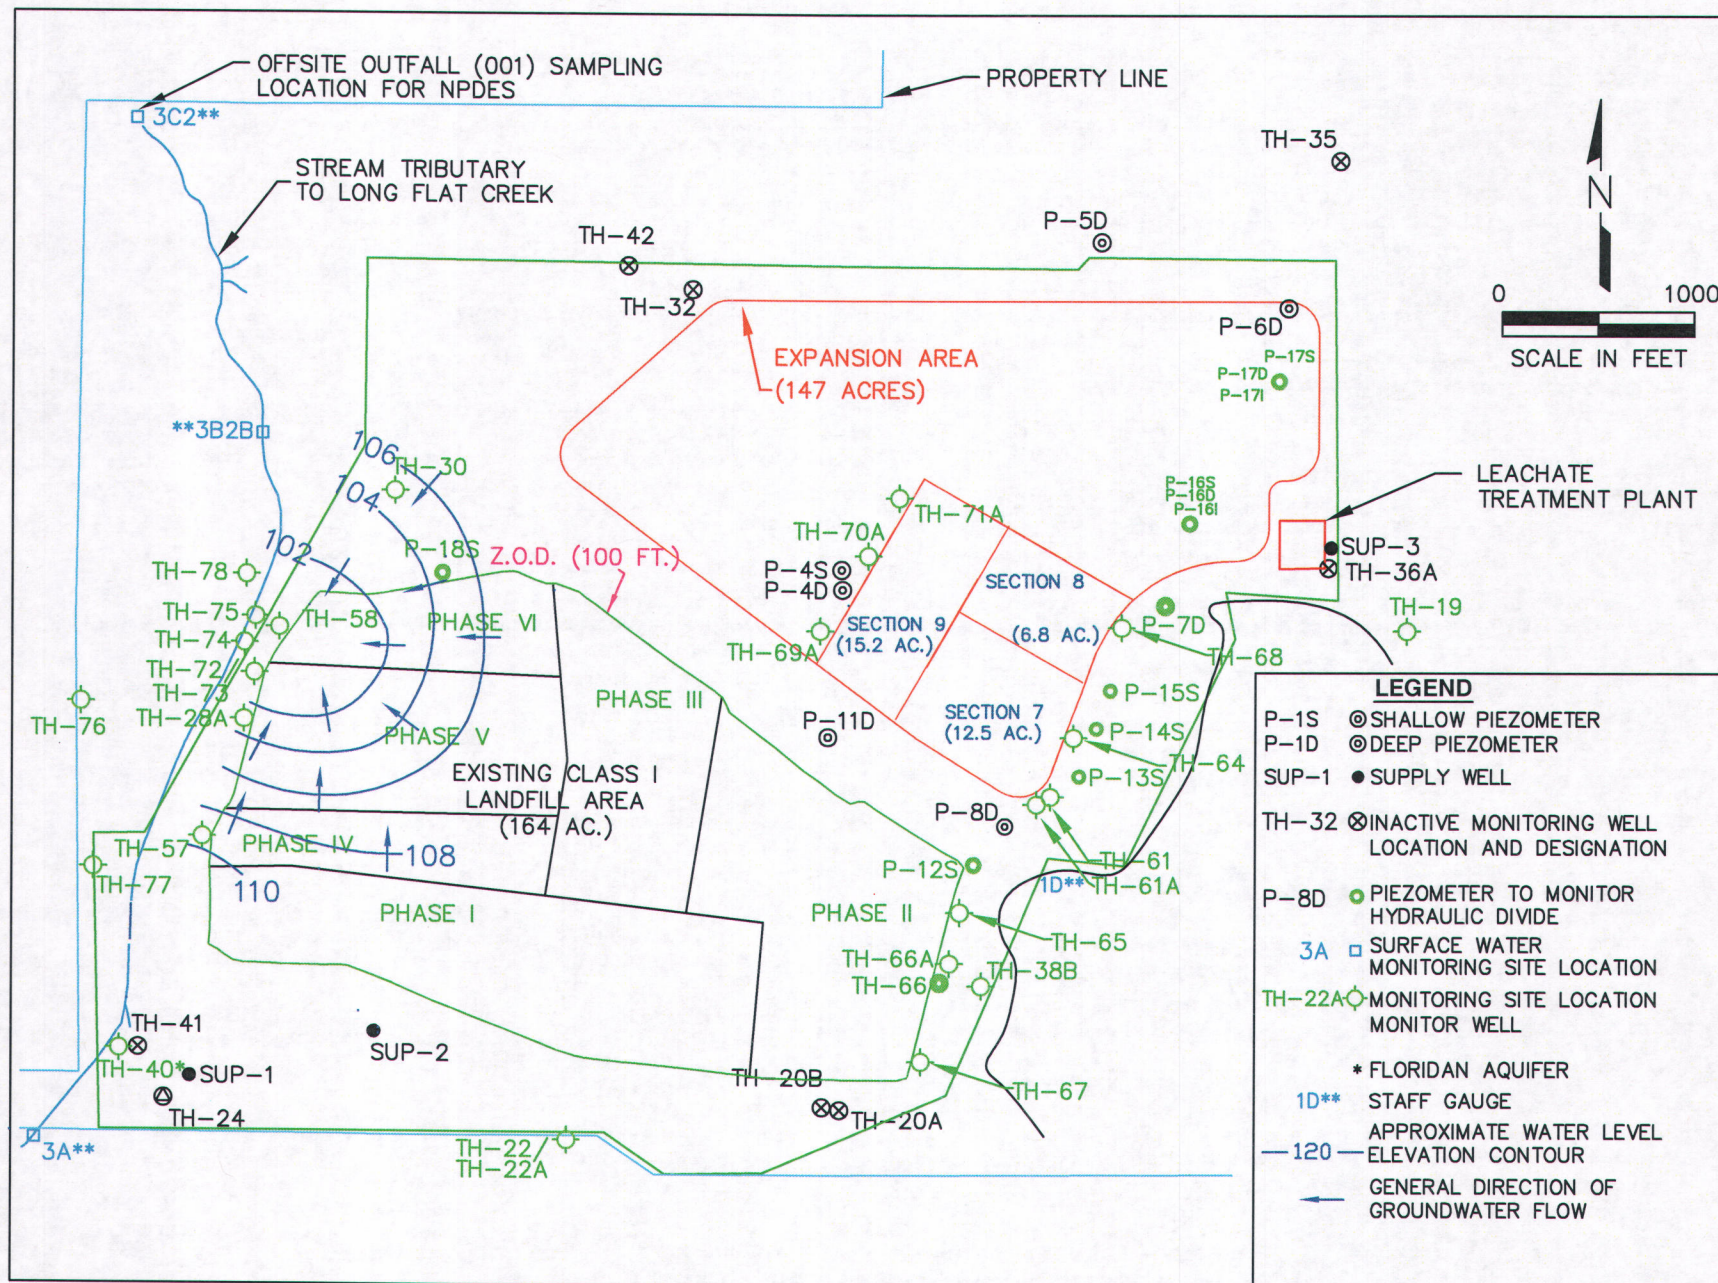 OFFSITE OUTFALL (001) SAMPLING
LOCATION FOR NPDES
PROPERTY LINE
3C2**
TH-35
STREAM TRIBUTARY
TO LONG FLAT CREEK
N
P-5D
TH-42
TH-32
0 1000
SCALE IN FEET
P-6D
EXPANSION AREA
(147 ACRES)
P-17S
P-17D
P-17I
**3B2B
106
TH-30
104
LEACHATE
TREATMENT PLANT
P-16S
P-16D
P-16I
TH-71A
TH-70A
102
P-18S
Z.O.D. (100 FT.)
SUP-3
TH-36A
P-4S
P-4D
SECTION 8
(6.8 AC.)
TH-78
TH-75
TH-58
PHASE VI
SECTION 9
(15.2 AC.)
P-7D
TH-19
TH-74
TH-69A
TH-68
TH-72
TH-73
PHASE III
P-15S
TH-76
TH-28A
PHASE V
P-11D
SECTION 7
(12.5 AC.)
P-14S
TH-64
EXISTING CLASS I
LANDFILL AREA
(164 AC.)
P-13S
P-8D
TH-57
PHASE IV
108
TH-61
TH-77
110
P-12S
1D**
TH-61A
PHASE I
PHASE II
TH-65
TH-66A
TH-38B
TH-66
TH-41
SUP-2
TH-40*
SUP-1
TH-20B
TH-67
TH-24
TH-20A
3A**
TH-22/
TH-22A
LEGEND
P-1S SHALLOW PIEZOMETER
P-1D DEEP PIEZOMETER
SUP-1 SUPPLY WELL
TH-32 INACTIVE MONITORING WELL
LOCATION AND DESIGNATION
P-8D PIEZOMETER TO MONITOR
HYDRAULIC DIVIDE
3A SURFACE WATER
MONITORING SITE LOCATION
TH-22A MONITORING SITE LOCATION
MONITOR WELL
* FLORIDAN AQUIFER
1D** STAFF GAUGE
120 APPROXIMATE WATER LEVEL
ELEVATION CONTOUR
GENERAL DIRECTION OF
GROUNDWATER FLOW